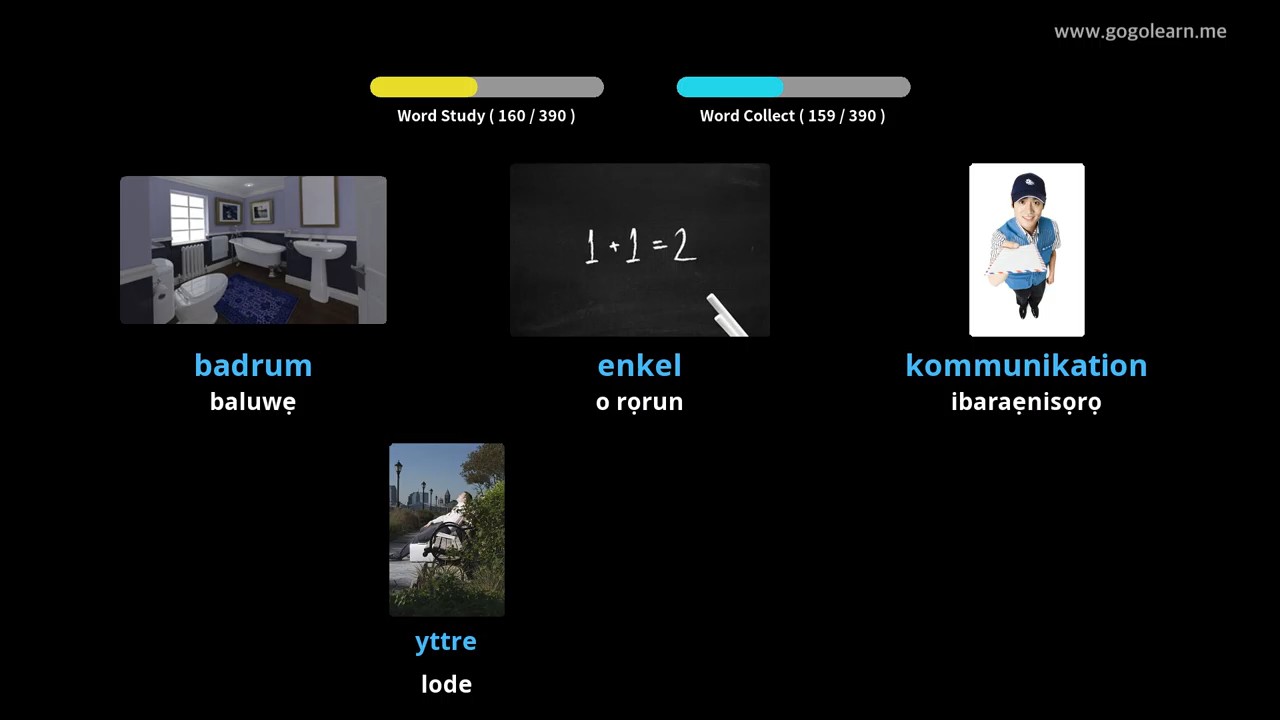 www.gogolearn.me
Word Study ( 160 / 390 )
Word Collect ( 159 / 390 )
1 + 1 = 2
badrum
enkel
kommunikation
baluwẹ
o rọrun
ibaraẹnisọrọ
yttre
lode